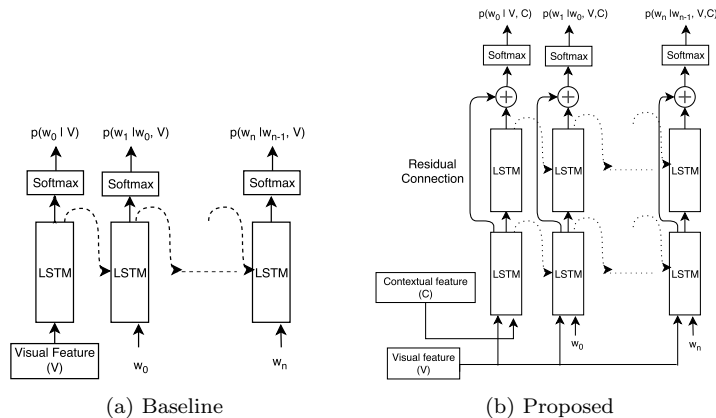 p(w0 | V)
p(w1 |w0, V)
p(wn |wn-1, V)
Softmax
Softmax
Softmax
LSTM
LSTM
LSTM
Visual Feature
(V)
w0
wn
(a) Baseline
p(w0 | V, C)
p(w1 |w0, V,C)
p(wn |wn-1, V,C)
Softmax
Softmax
Softmax
+
+
+
Residual
Connection
LSTM
LSTM
LSTM
LSTM
LSTM
LSTM
Contextual feature
(C)
w0
wn
Visual feature
(V)
(b) Proposed